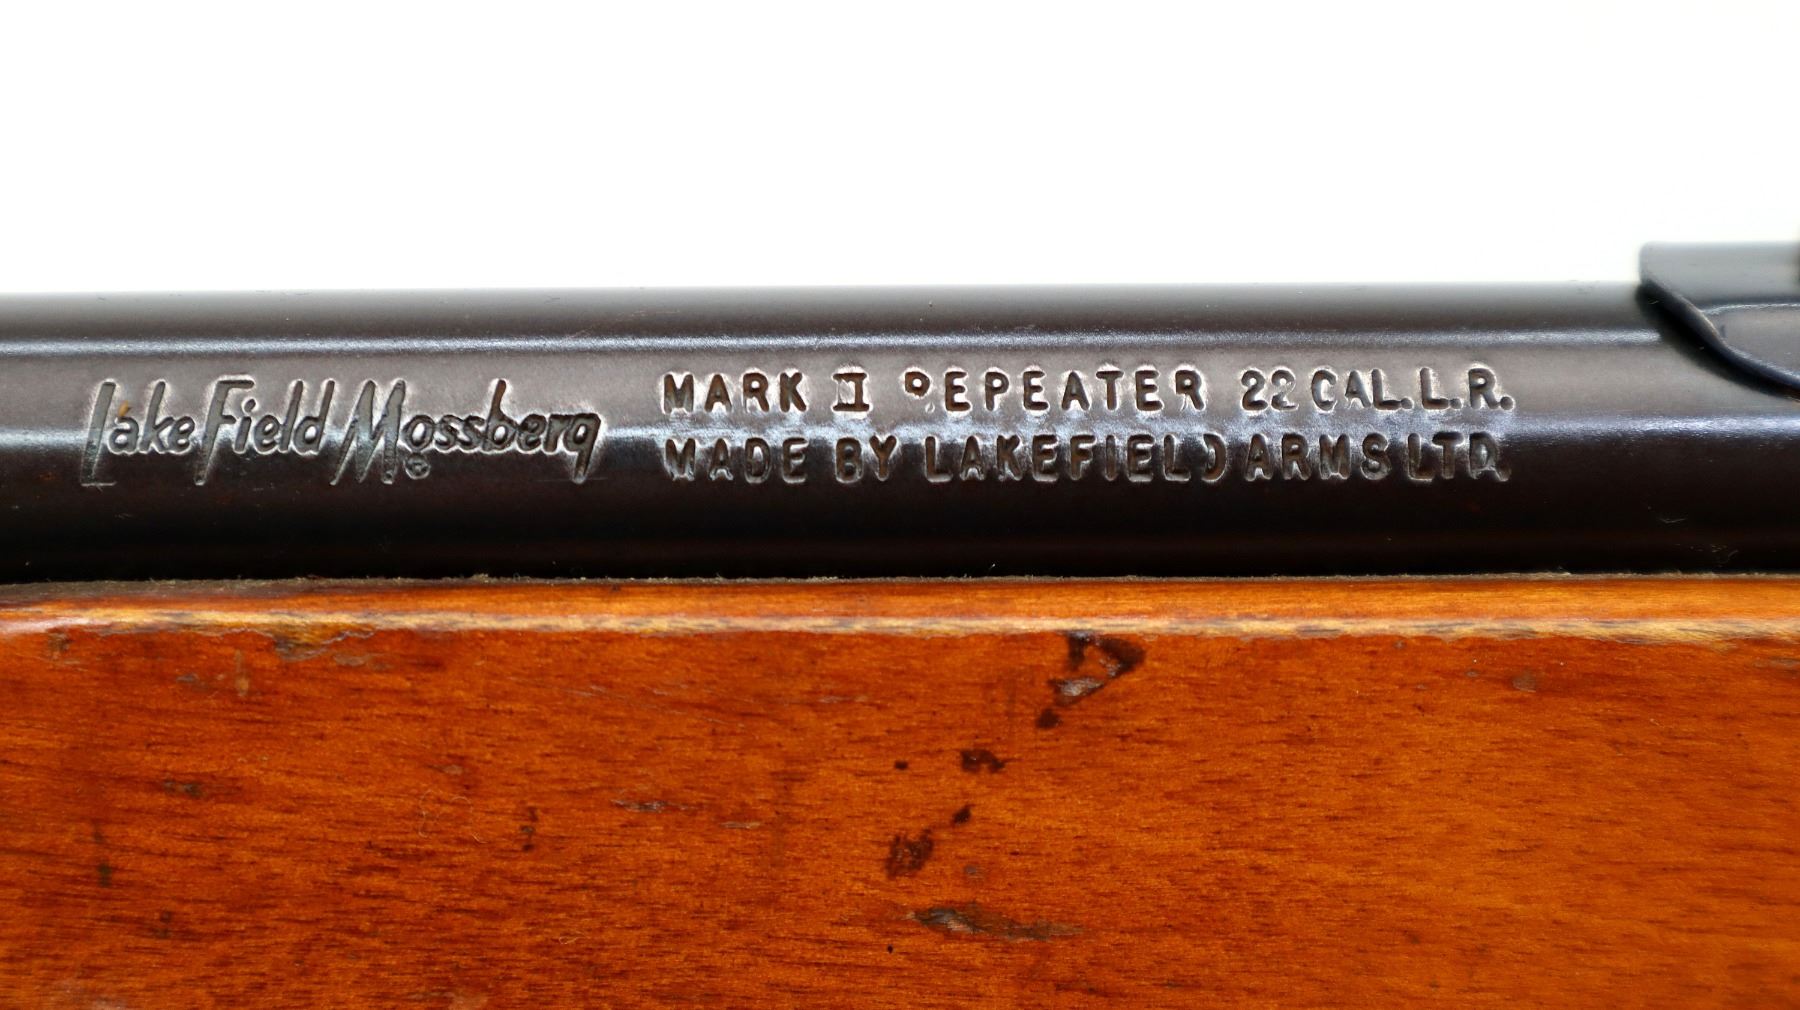 Lake Field Mossberg
MARK II REPEATER 22 CAL.L.R.
MADE BY LAKEFIELD ARMS LTD.